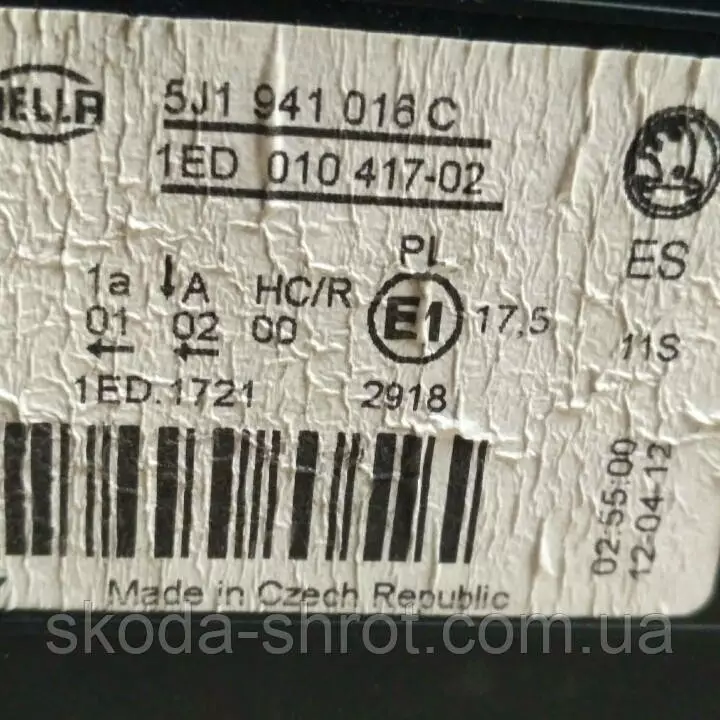 HELLA
5J1 941 016 C
1ED 010 417-02
ES
PL
1a ↓A HC/R E1 17,5
01 02 00
← ←
11S
1ED.1721 2918
02:55:00
12-04-12
Made in Czech Republic
skoda-shrot.com.ua